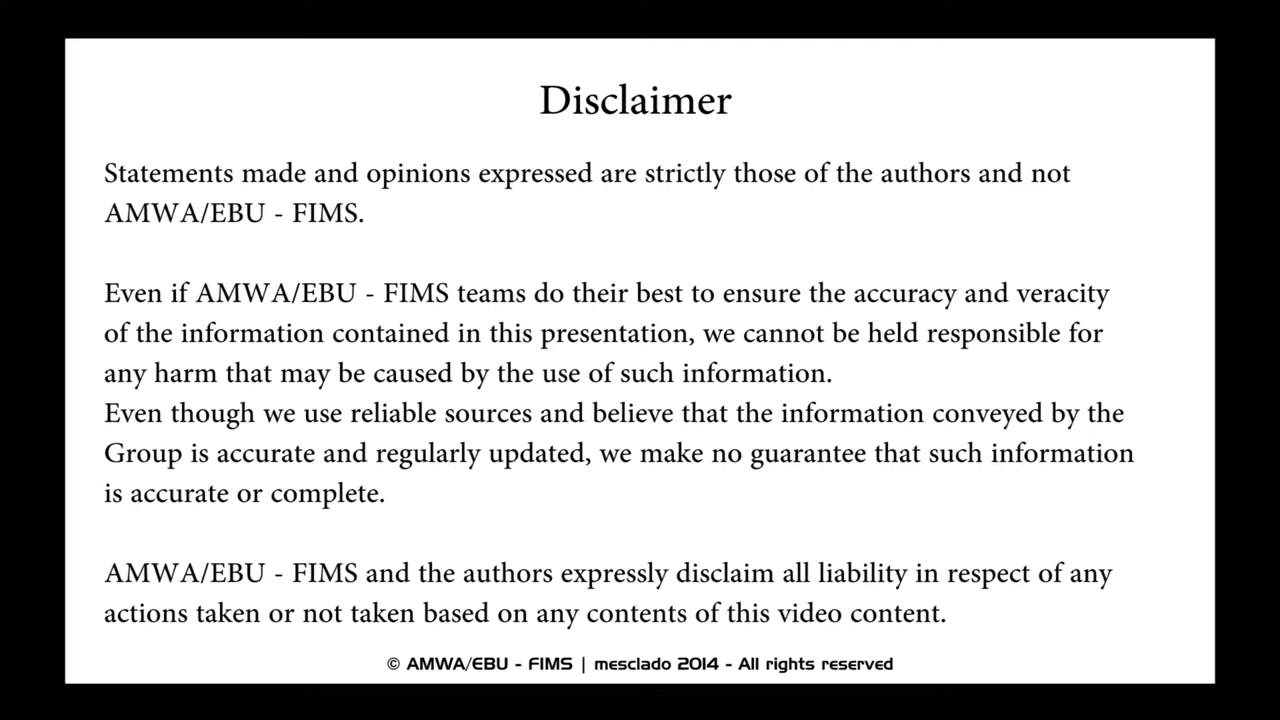 Disclaimer
Statements made and opinions expressed are strictly those of the authors and not
AMWA/EBU - FIMS.
Even if AMWA/EBU - FIMS teams do their best to ensure the accuracy and veracity
of the information contained in this presentation, we cannot be held responsible for
any harm that may be caused by the use of such information.
Even though we use reliable sources and believe that the information conveyed by the
Group is accurate and regularly updated, we make no guarantee that such information
is accurate or complete.
AMWA/EBU - FIMS and the authors expressly disclaim all liability in respect of any
actions taken or not taken based on any contents of this video content.
© AMWA/EBU - FIMS | mesclado 2014 - All rights reserved